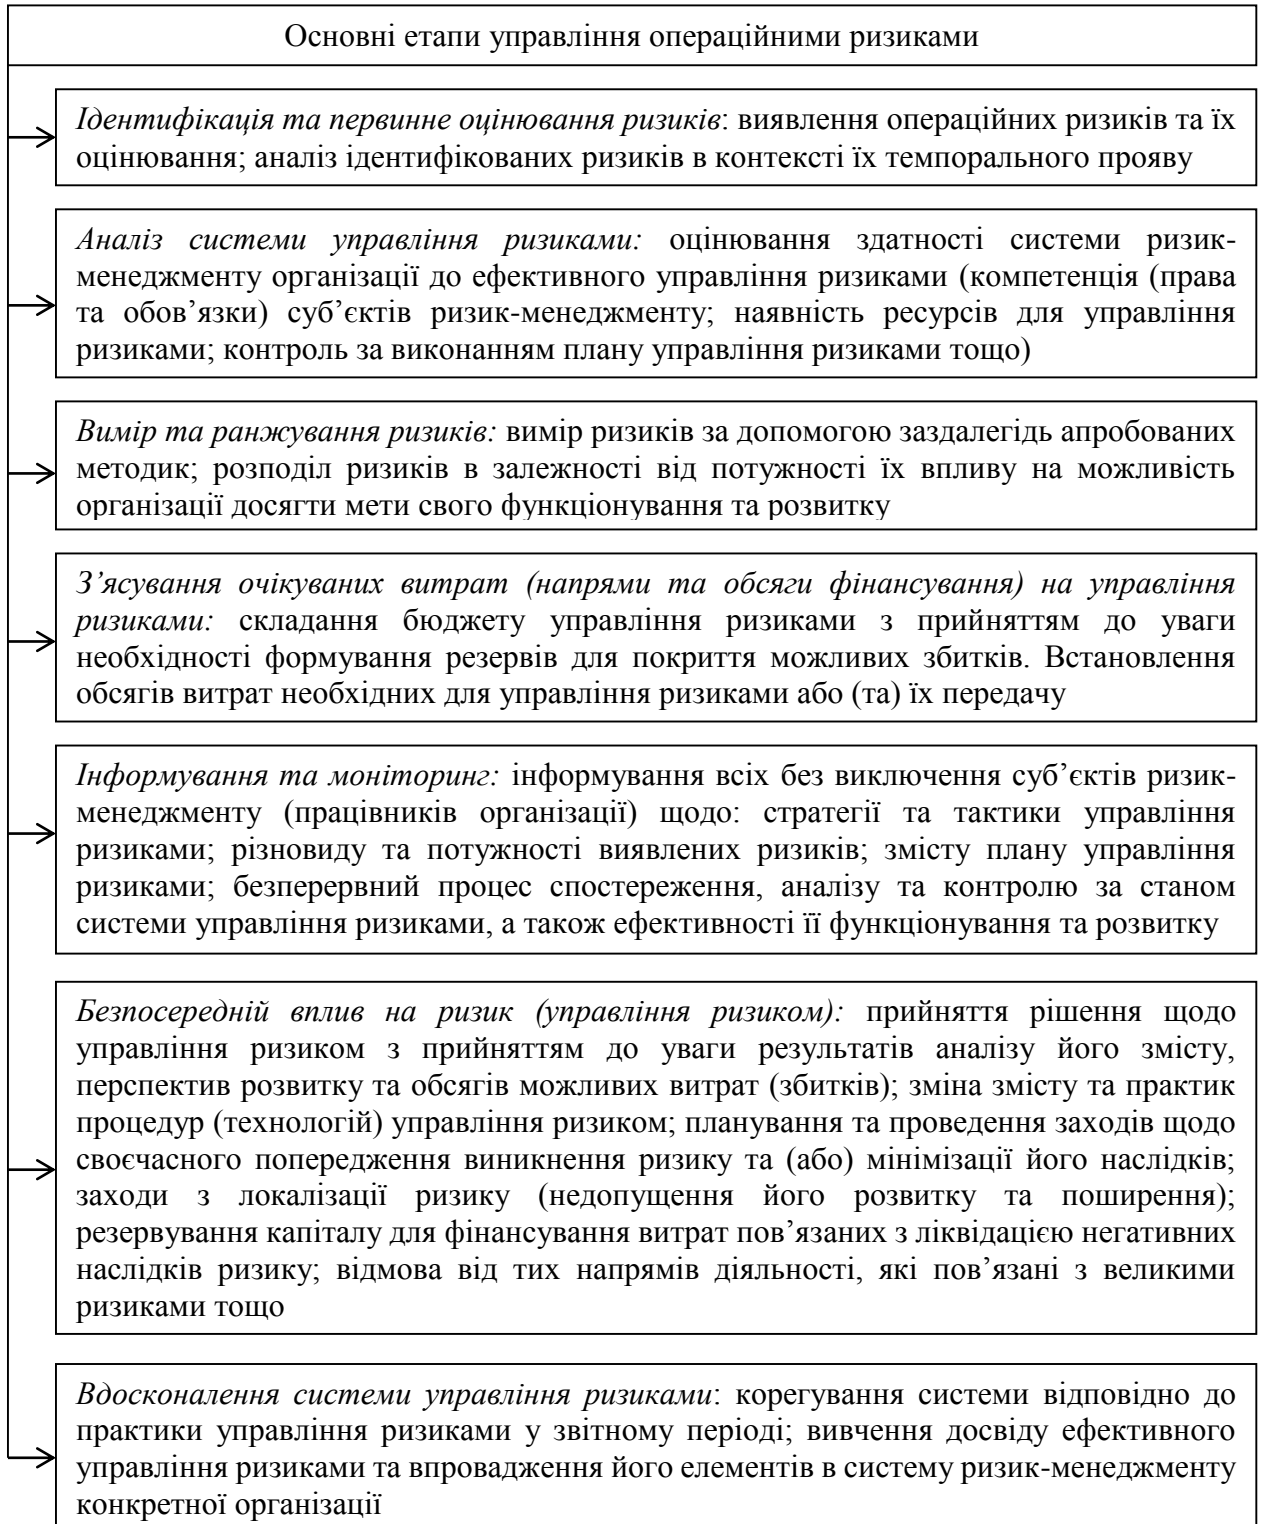 Основні етапи управління операційними ризиками
Ідентифікація та первинне оцінювання ризиків: виявлення операційних ризиків та їх
оцінювання; аналіз ідентифікованих ризиків в контексті їх темпорального прояву
Аналіз системи управління ризиками: оцінювання здатності системи ризик-
менеджменту організації до ефективного управління ризиками (компетенція (права
та обов’язки) суб’єктів ризик-менеджменту; наявність ресурсів для управління
ризиками; контроль за виконанням плану управління ризиками тощо)
Вимір та ранжування ризиків: вимір ризиків за допомогою заздалегідь апробованих
методик; розподіл ризиків в залежності від потужності їх впливу на можливість
організації досягти мети свого функціонування та розвитку
З’ясування очікуваних витрат (напрями та обсяги фінансування) на управління
ризиками: складання бюджету управління ризиками з прийняттям до уваги
необхідності формування резервів для покриття можливих збитків. Встановлення
обсягів витрат необхідних для управління ризиками або (та) їх передачу
Інформування та моніторинг: інформування всіх без виключення суб’єктів ризик-
менеджменту (працівників організації) щодо: стратегії та тактики управління
ризиками; різновиду та потужності виявлених ризиків; змісту плану управління
ризиками; безперервний процес спостереження, аналізу та контролю за станом
системи управління ризиками, а також ефективності її функціонування та розвитку
Безпосередній вплив на ризик (управління ризиком): прийняття рішення щодо
управління ризиком з прийняттям до уваги результатів аналізу його змісту,
перспектив розвитку та обсягів можливих витрат (збитків); зміна змісту та практик
процедур (технологій) управління ризиком; планування та проведення заходів щодо
своєчасного попередження виникнення ризику та (або) мінімізації його наслідків;
заходи з локалізації ризику (недопущення його розвитку та поширення);
резервування капіталу для фінансування витрат пов’язаних з ліквідацією негативних
наслідків ризику; відмова від тих напрямів діяльності, які пов’язані з великими
ризиками тощо
Вдосконалення системи управління ризиками: корегування системи відповідно до
практики управління ризиками у звітному періоді; вивчення досвіду ефективного
управління ризиками та впровадження його елементів в систему ризик-менеджменту
конкретної організації